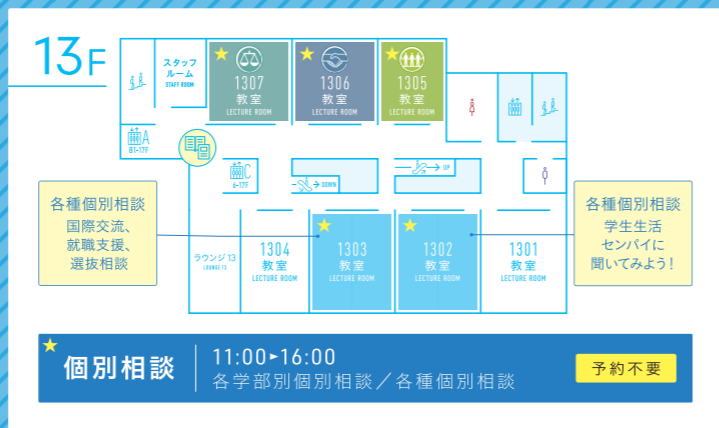 13F
スタッフ
ルーム
STAFF ROOM
1307
教室
LECTURE ROOM
1306
教室
LECTURE ROOM
1305
教室
LECTURE ROOM
A
B1-17F
C
6-17F
DOWN
UP
各種個別相談
国際交流、
就職支援、
選抜相談
ラウンジ13
LOUNGE 13
1304
教室
LECTURE ROOM
1303
教室
LECTURE ROOM
1302
教室
LECTURE ROOM
1301
教室
LECTURE ROOM
各種個別相談
学生生活
センパイに
聞いてみよう!
個別相談
11:00▶16:00
各学部別個別相談／各種個別相談
予約不要